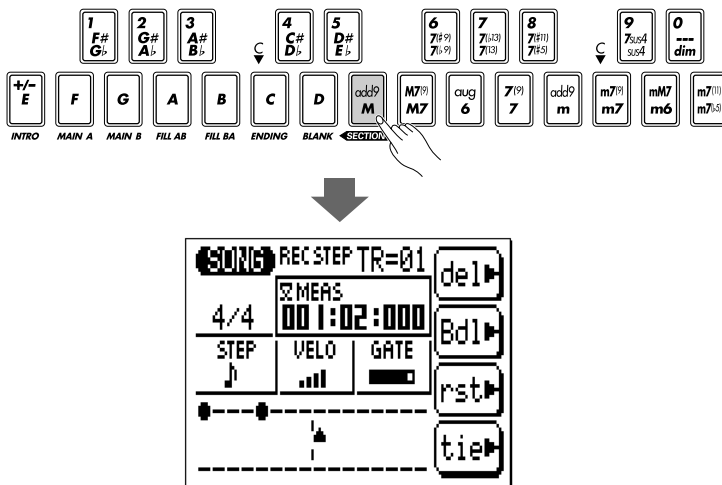 1 F# G♭
2 G# A♭
3 A# B♭
C
4 C# D♭
5 D# E♭
6 7(♯9) 7(♭9)
7 7(♭13) 7(13)
8 7(♯11) 7(♯5)
C
9 7sus4 sus4
0 --- dim
+/- E
F
G
A
B
C
D
add9 M
M7(9) M7
aug 6
7(9) 7
add9 m
m7(9) m7
mM7 m6
m7(11) m7(♭5)
INTRO
MAIN A
MAIN B
FILL AB
FILL BA
ENDING
BLANK
SECTION
SONG REC STEP TR=01
del
MEAS
4/4 001:02:000
Bdl
STEP VELO GATE
rst
tie